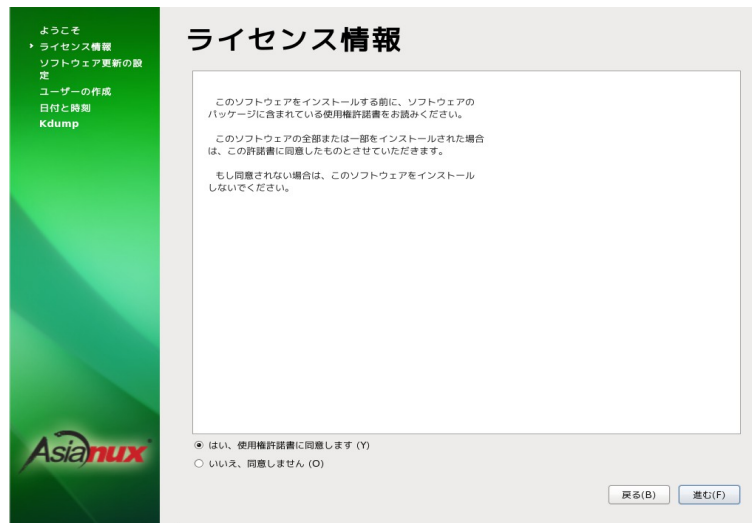 ようこそ
ライセンス情報
ソフトウェア更新の設
定
ユーザーの作成
日付と時刻
Kdump
ライセンス情報
このソフトウェアをインストールする前に、ソフトウェアの
パッケージに含まれている使用権許諾書をお読みください。
このソフトウェアの全部または一部をインストールされた場合
は、この許諾書に同意したものとさせていただきます。
もし同意されない場合は、このソフトウェアをインストール
しないでください。
はい、使用権許諾書に同意します (Y)
いいえ、同意しません (O)
Asianux
戻る(B)
進む(F)